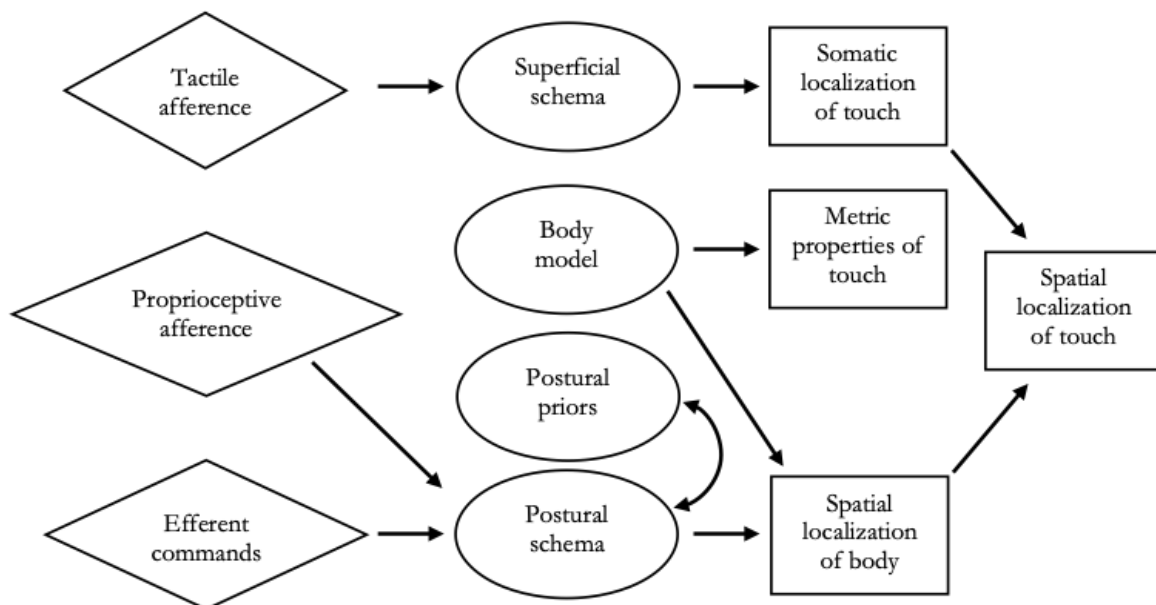 Tactile
afference
Superficial
schema
Somatic
localization
of touch
Body
model
Metric
properties of
touch
Proprioceptive
afference
Spatial
localization
of touch
Postural
priors
Efferent
commands
Postural
schema
Spatial
localization
of body